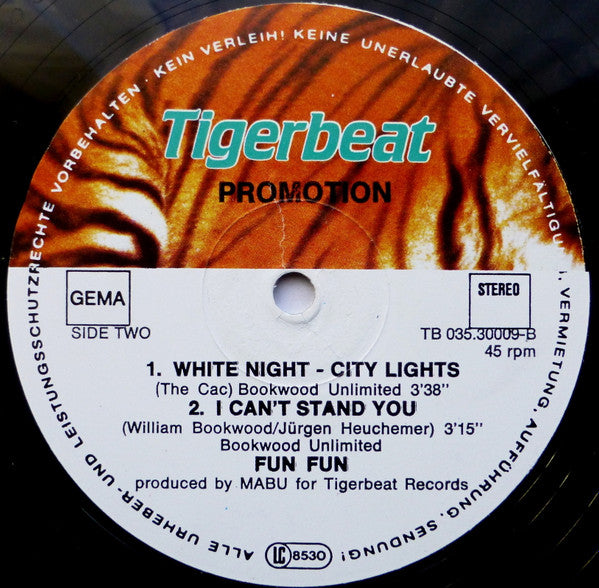 ALLE URHEBER- UND LEISTUNGSSCHUTZRECHTE VORBEHALTEN · KEIN VERLEIH! KEINE UNERLAUBTE VERVIELFÄLTIGU , VERMIETUNG, AUFFÜHRUNG, SENDUNG!
Tigerbeat
PROMOTION
GEMA
STEREO
SIDE TWO
TB 035.30009-B
45 rpm
1. WHITE NIGHT - CITY LIGHTS
(The Cac) Bookwood Unlimited 3'38"
2. I CAN'T STAND YOU
(William Bookwood/Jürgen Heuchemer) 3'15"
Bookwood Unlimited
FUN FUN
produced by MABU for Tigerbeat Records
LC 8530